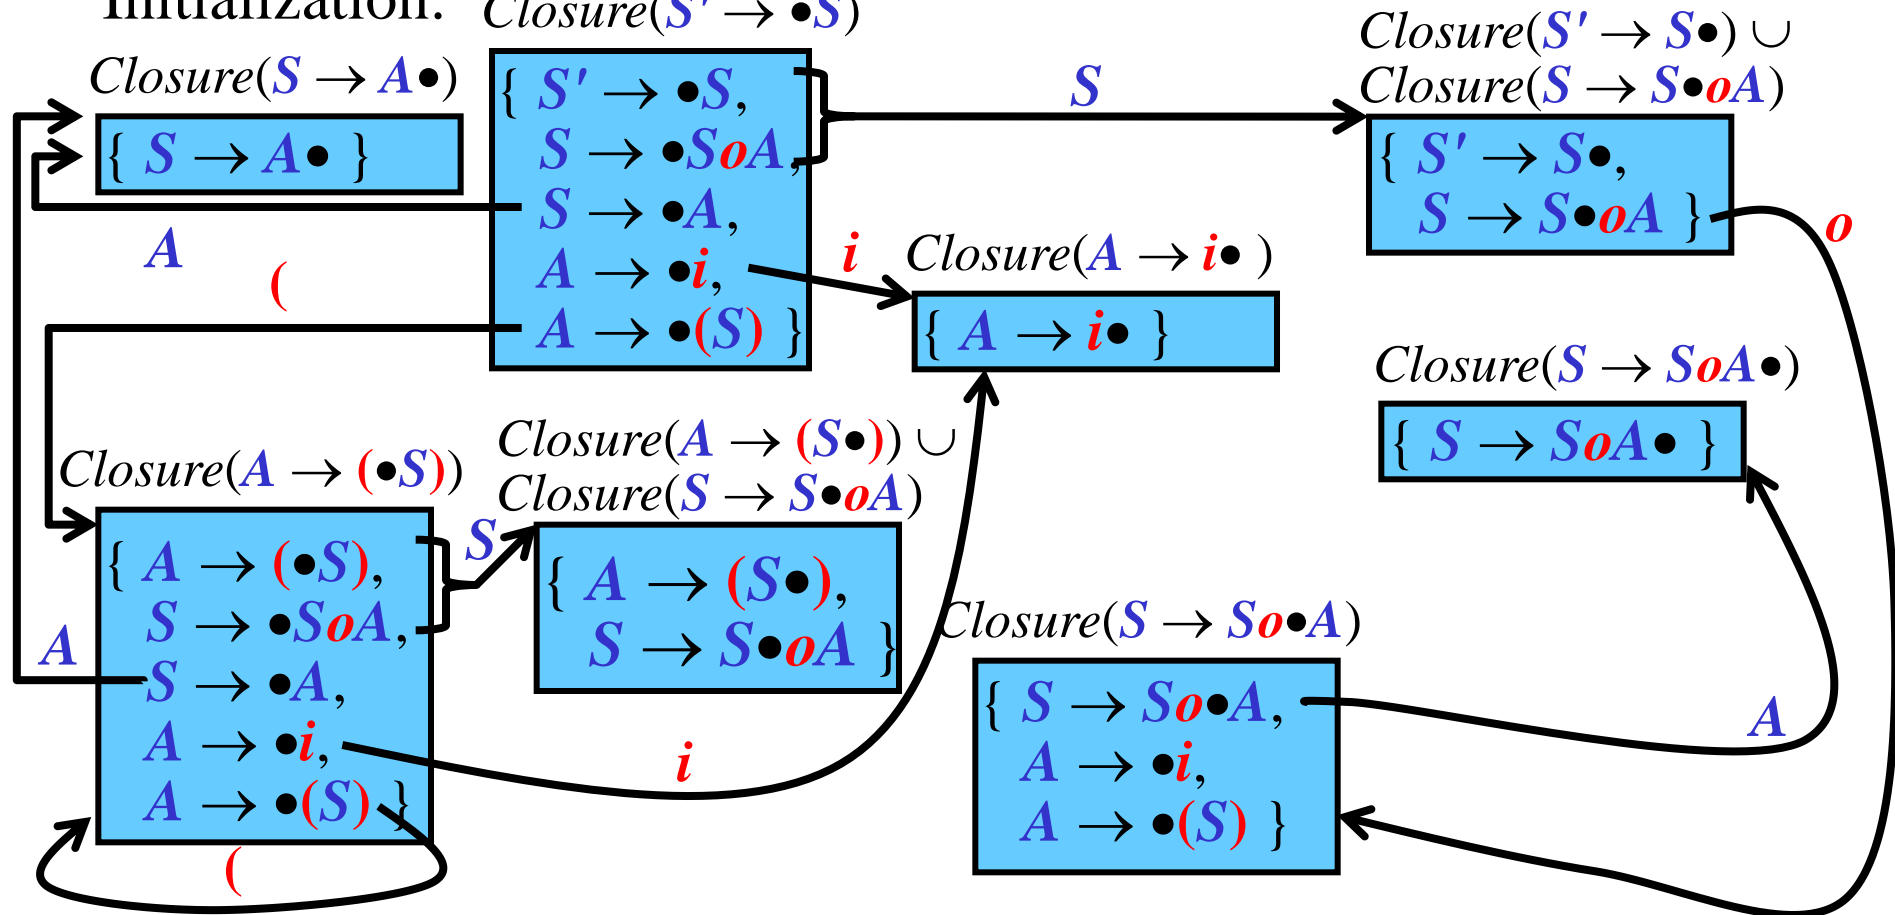 Initialization:
Closure(S' → •S)
{ S' → •S,
S → •SoA,
S → •A,
A → •i,
A → •(S) }
Closure(S → A•)
{ S → A• }
A
(
S
Closure(S' → S•) ∪
Closure(S → S•oA)
{ S' → S•,
S → S•oA }
o
i
Closure(A → i• )
{ A → i• }
Closure(S → SoA•)
{ S → SoA• }
Closure(A → (•S))
{ A → (•S),
S → •SoA,
S → •A,
A → •i,
A → •(S) }
A
(
S
Closure(A → (S•)) ∪
Closure(S → S•oA)
{ A → (S•),
S → S•oA }
i
Closure(S → So•A)
{ S → So•A,
A → •i,
A → •(S) }
A